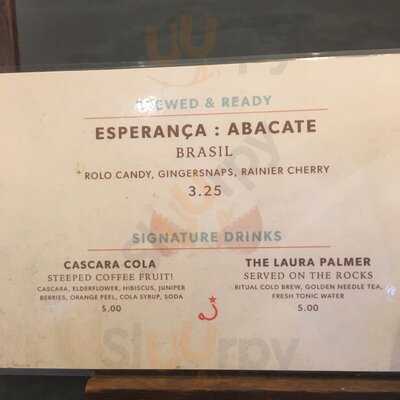 BREWED & READY
ESPERANÇA : ABACATE
BRASIL
ROLO CANDY, GINGERSNAPS, RAINIER CHERRY
3.25
SIGNATURE DRINKS
CASCARA COLA
STEEPED COFFEE FRUIT!
CASCARA, ELDERFLOWER, HIBISCUS, JUNIPER
BERRIES, ORANGE PEEL, COLA SYRUP, SODA
5.00
THE LAURA PALMER
SERVED ON THE ROCKS
RITUAL COLD BREW, GOLDEN NEEDLE TEA,
FRESH TONIC WATER
5.00
Sluurpy
Sluurpy